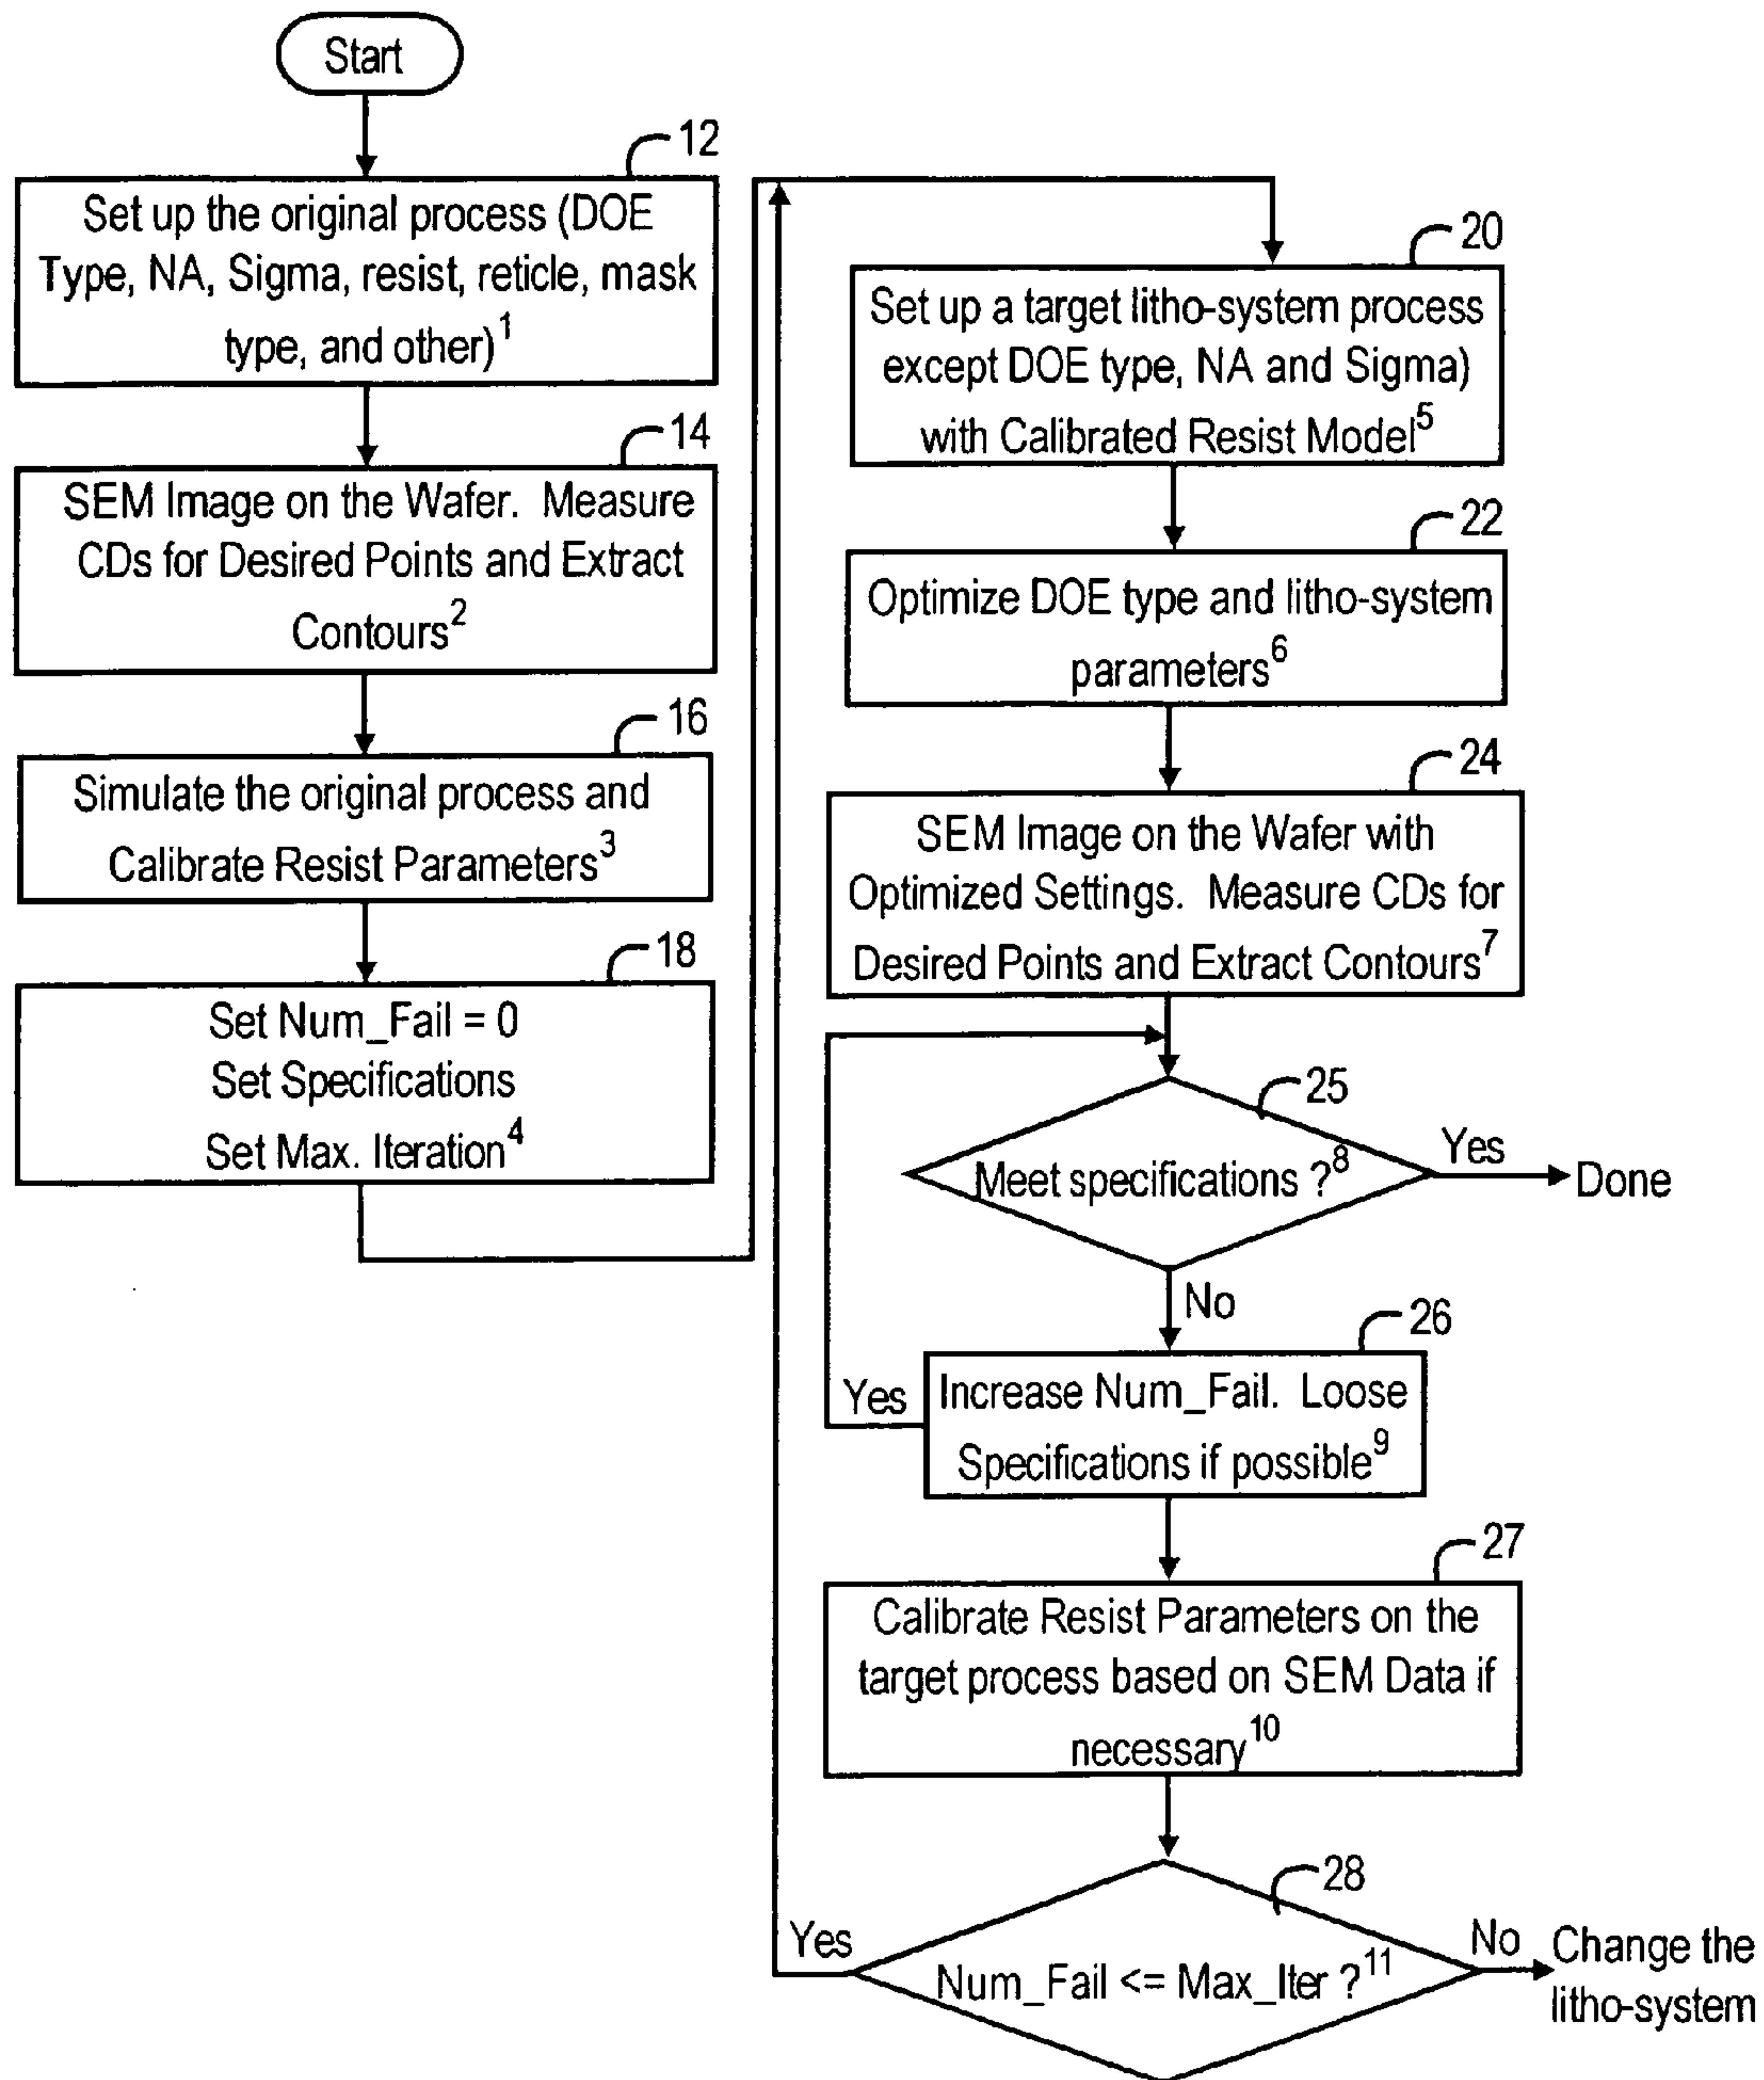 Start
12
Set up the original process (DOE
Type, NA, Sigma, resist, reticle, mask
type, and other)1
14
SEM Image on the Wafer. Measure
CDs for Desired Points and Extract
Contours2
16
Simulate the original process and
Calibrate Resist Parameters3
18
Set Num_Fail = 0
Set Specifications
Set Max. Iteration4
20
Set up a target litho-system process
except DOE type, NA and Sigma)
with Calibrated Resist Model5
22
Optimize DOE type and litho-system
parameters6
24
SEM Image on the Wafer with
Optimized Settings. Measure CDs for
Desired Points and Extract Contours7
25
Meet specifications ?8
Yes
Done
No
26
Yes
Increase Num_Fail. Loose
Specifications if possible9
27
Calibrate Resist Parameters on the
target process based on SEM Data if
necessary10
28
Yes
Num_Fail <= Max_Iter ?11
No
Change the
litho-system